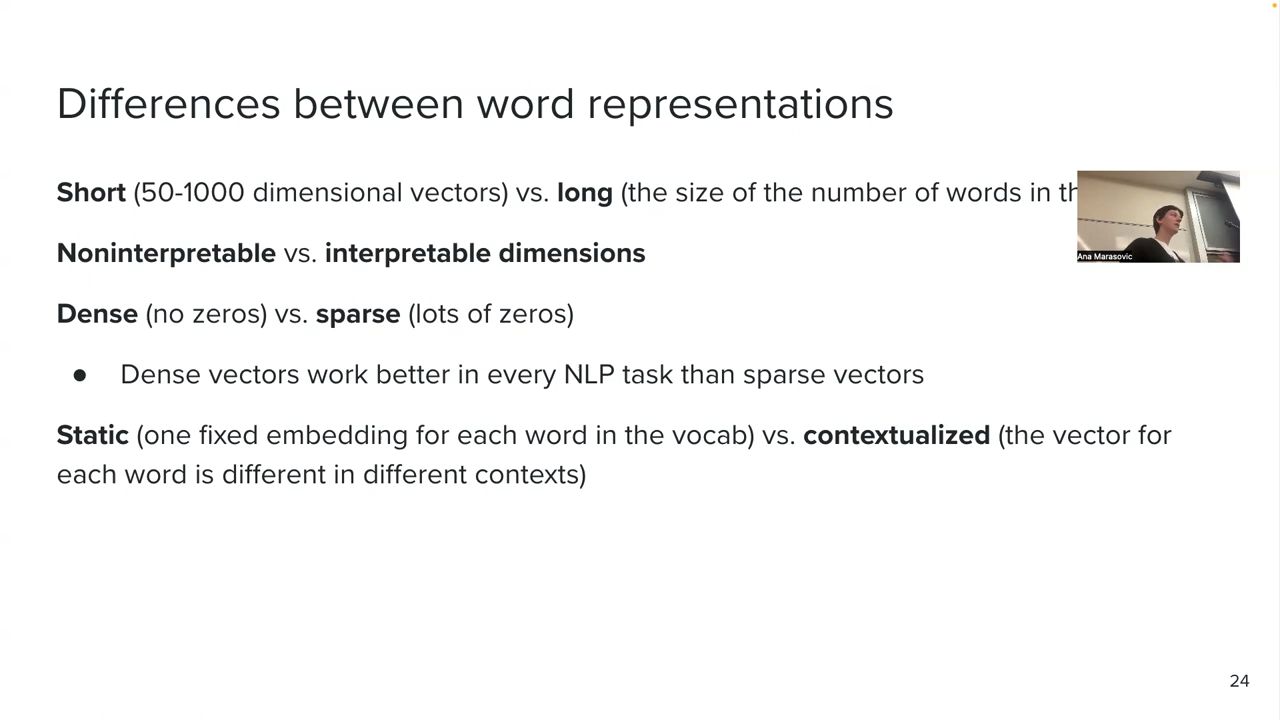 Differences between word representations
Short (50-1000 dimensional vectors) vs. long (the size of the number of words in
Ana Marasovic
Noninterpretable vs. interpretable dimensions
Dense (no zeros) vs. sparse (lots of zeros)
● Dense vectors work better in every NLP task than sparse vectors
Static (one fixed embedding for each word in the vocab) vs. contextualized (the vector for
each word is different in different contexts)
24